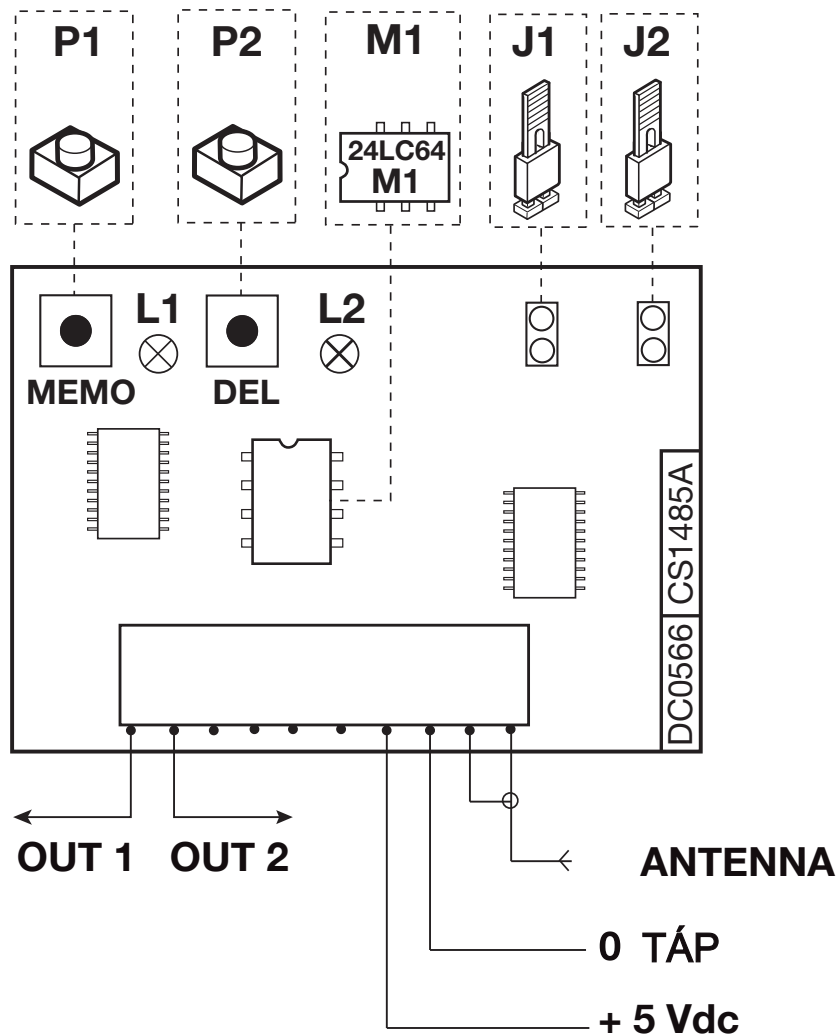 P1 P2 M1 J1 J2
24LC64
M1
L1 L2
MEMO DEL
CS1485A
DC0566
OUT 1 OUT 2
ANTENNA
0 TÁP
+ 5 Vdc